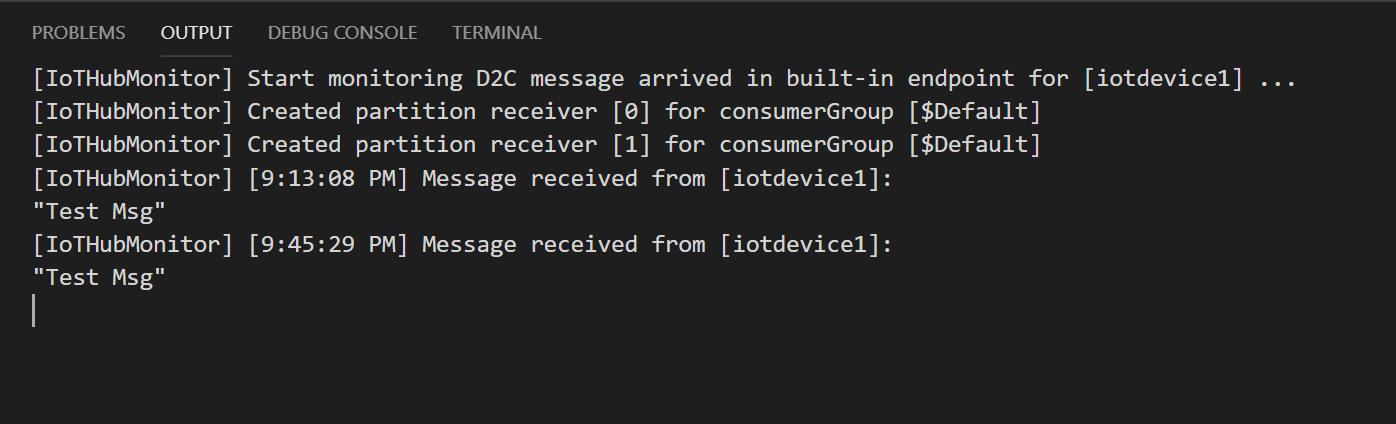 PROBLEMS OUTPUT DEBUG CONSOLE TERMINAL
[IoTHubMonitor] Start monitoring D2C message arrived in built-in endpoint for [iotdevice1] ...
[IoTHubMonitor] Created partition receiver [0] for consumerGroup [$Default]
[IoTHubMonitor] Created partition receiver [1] for consumerGroup [$Default]
[IoTHubMonitor] [9:13:08 PM] Message received from [iotdevice1]:
"Test Msg"
[IoTHubMonitor] [9:45:29 PM] Message received from [iotdevice1]:
"Test Msg"